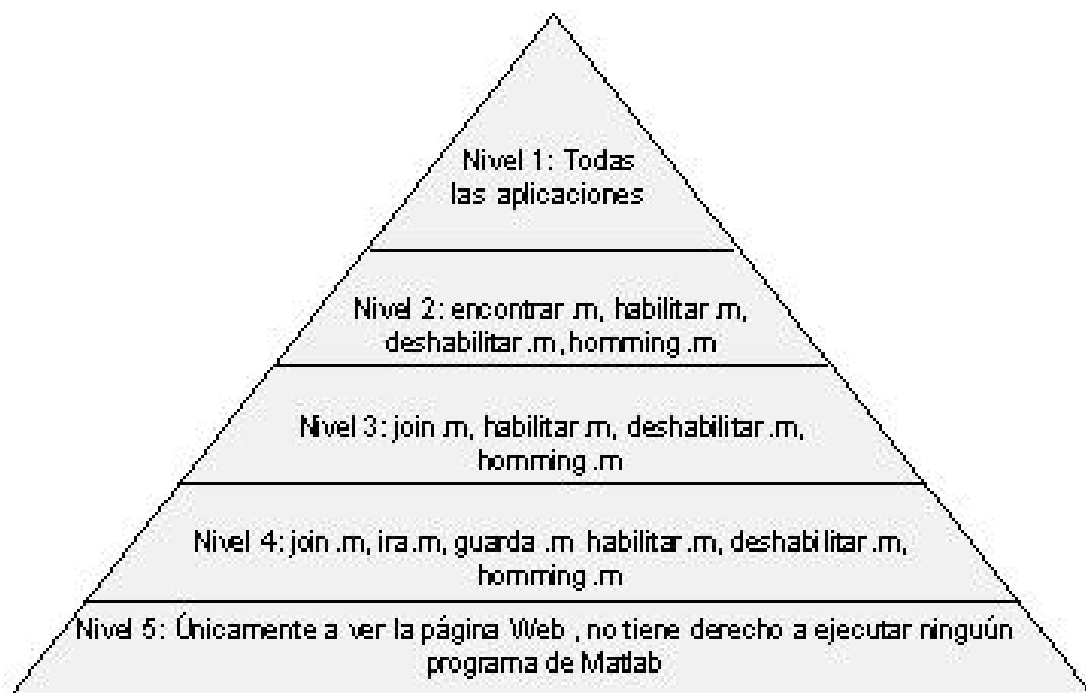 Nivel 1: Todas
las aplicaciones
Nivel 2: encontrar.m, habilitar.m,
deshabilitar.m, homming.m
Nivel 3: join.m, habilitar.m, deshabilitar.m,
homming.m
Nivel 4: join.m, ira.m, guarda.m habilitar.m, deshabilitar.m,
homming.m
Nivel 5: Únicamente a ver la página Web, no tiene derecho a ejecutar ninguún
programa de Matlab